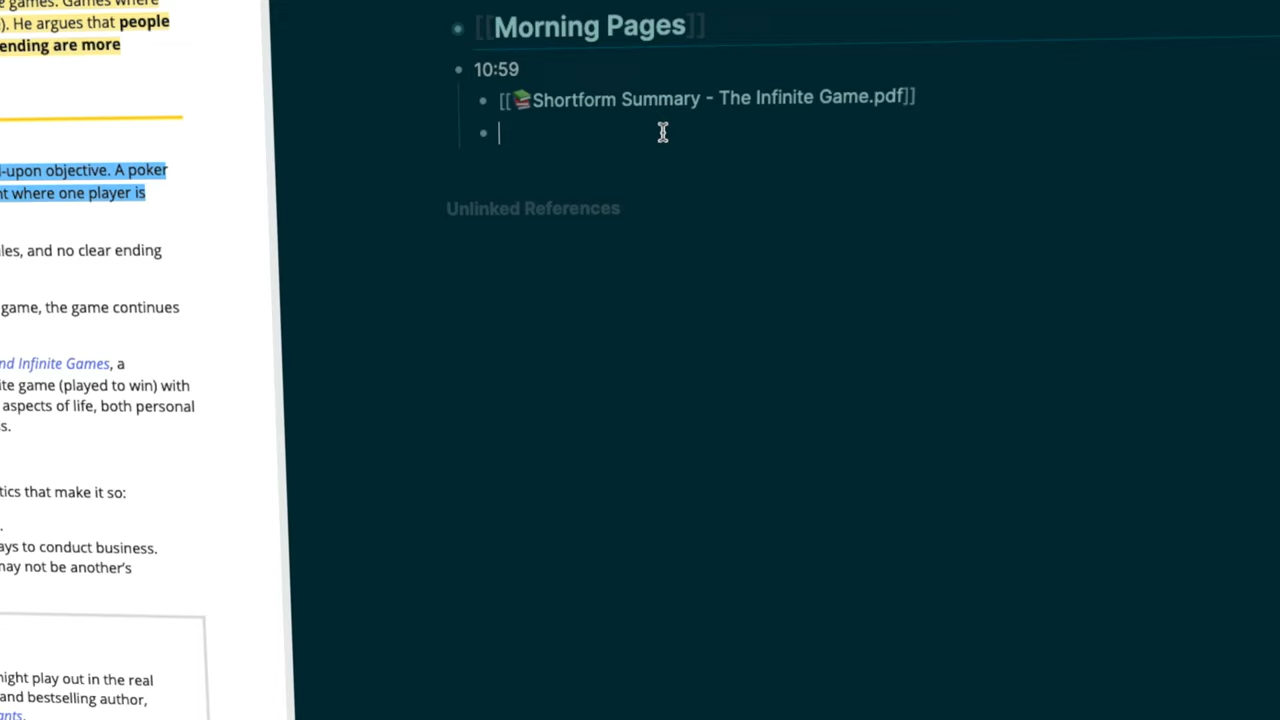 games. Games where
). He argues that people
ending are more
-upon objective. A poker
nt where one player is
les, and no clear ending
game, the game continues
nd Infinite Games, a
ite game (played to win) with
aspects of life, both personal
s.
tics that make it so:
.
ays to conduct business.
may not be another's
night play out in the real
and bestselling author,
ants.
[[Morning Pages]]
10:59
[[📚Shortform Summary - The Infinite Game.pdf]]
Unlinked References